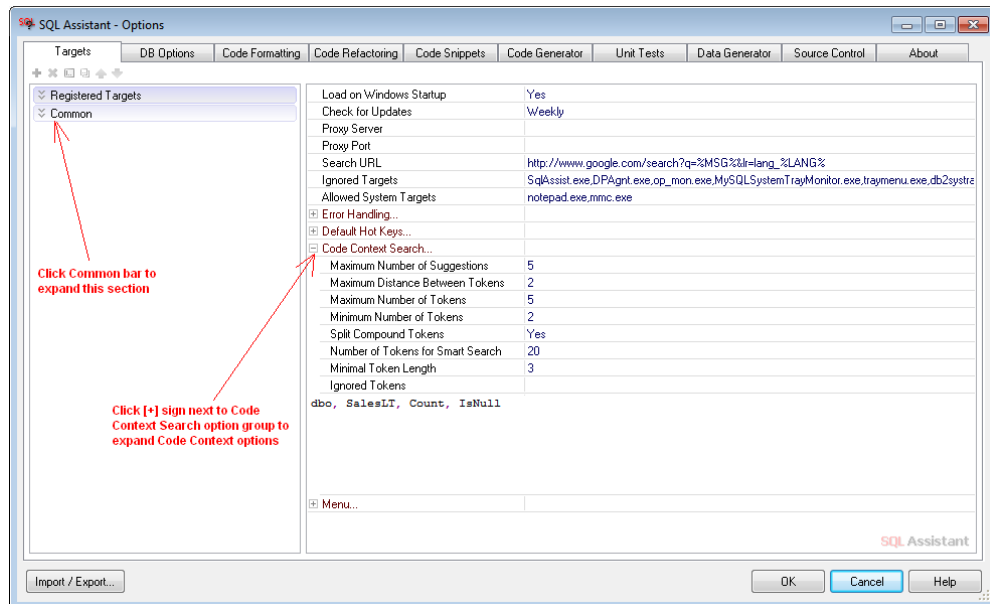 SQL Assistant - Options
Targets DB Options Code Formatting Code Refactoring Code Snippets Code Generator Unit Tests Data Generator Source Control About
Registered Targets
Common
Load on Windows Startup Yes
Check for Updates Weekly
Proxy Server
Proxy Port
Search URL http://www.google.com/search?q=%MSG%&lr=lang_%LANG%
Ignored Targets SqlAssist.exe,DPAgnt.exe,op_mon.exe,MySQLSystemTrayMonitor.exe,traymenu.exe,db2systra
Allowed System Targets notepad.exe,mmc.exe
Error Handling...
Default Hot Keys...
Code Context Search...
Maximum Number of Suggestions 5
Maximum Distance Between Tokens 2
Maximum Number of Tokens 5
Minimum Number of Tokens 2
Split Compound Tokens Yes
Number of Tokens for Smart Search 20
Minimal Token Length 3
Ignored Tokens
dbo, SalesLT, Count, IsNull
Menu...
Click Common bar to
expand this section
Click [+] sign next to Code
Context Search option group to
expand Code Context options
SQL Assistant
Import / Export... OK Cancel Help